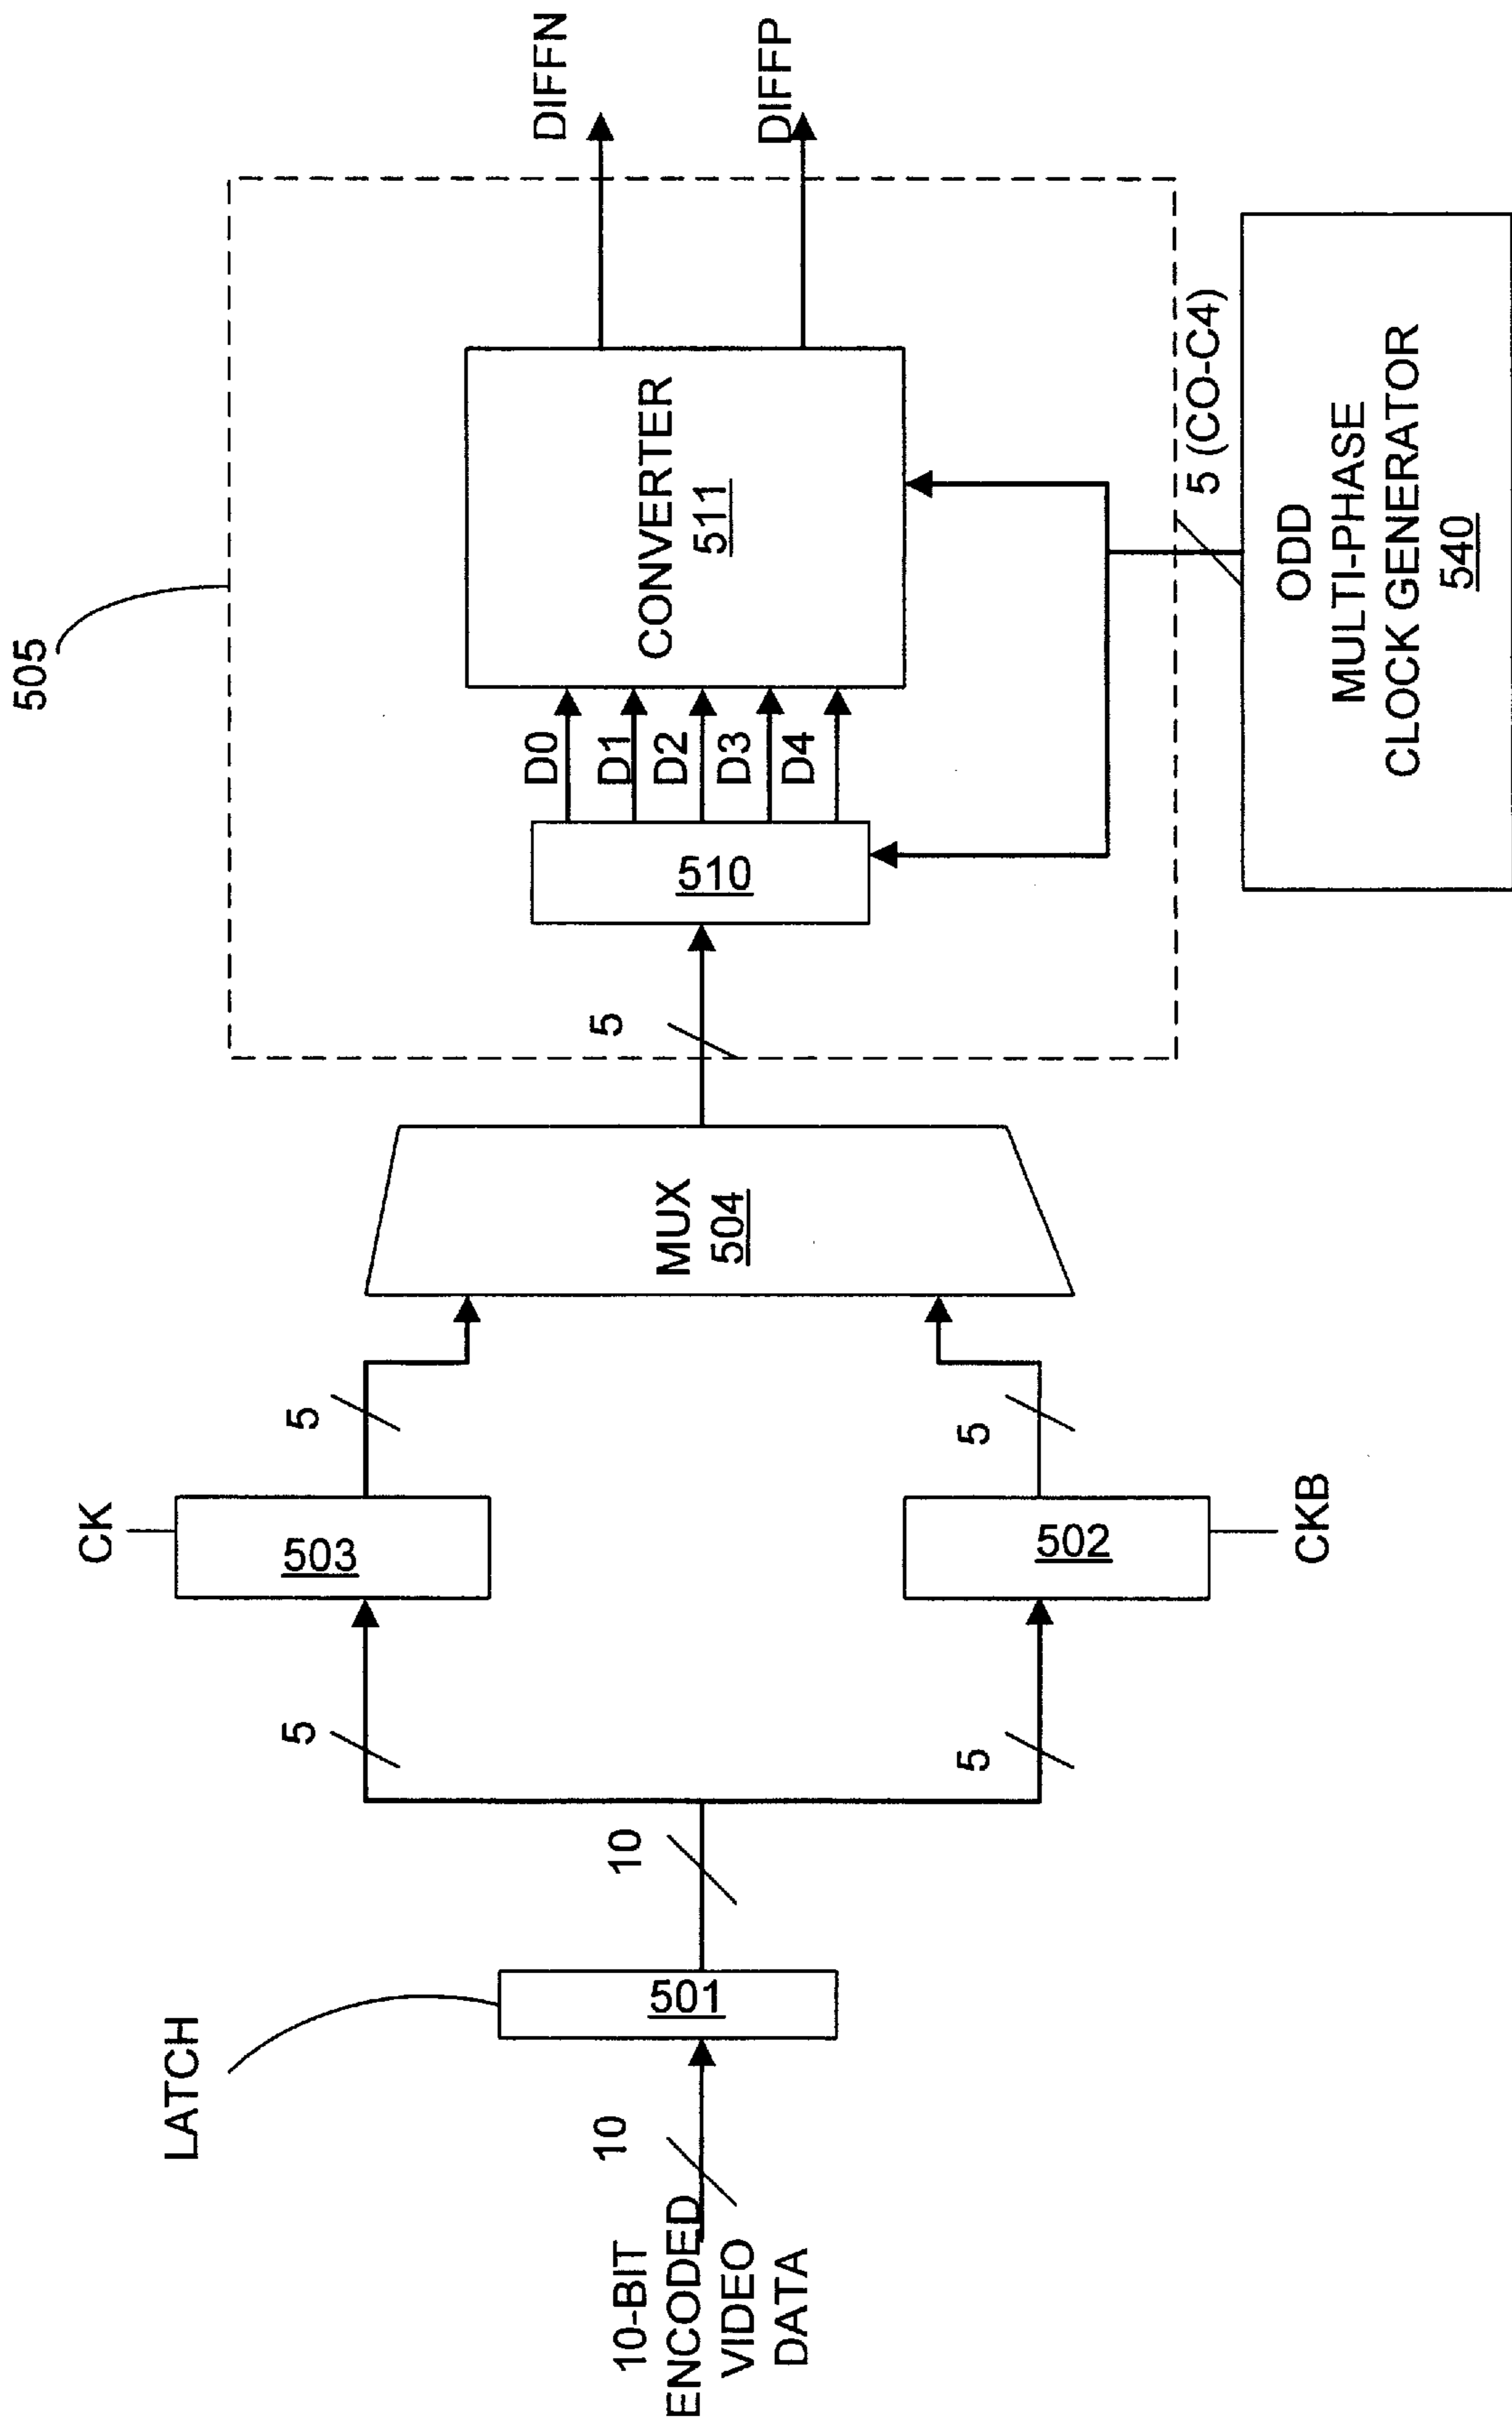 10-BIT
ENCODED
VIDEO
DATA
10
LATCH
501
10
5
5
CK
503
502
CKB
5
5
MUX
504
5
505
510
D0
D1
D2
D3
D4
CONVERTER
511
DIFFN
DIFFP
5 (CO-C4)
ODD
MULTI-PHASE
CLOCK GENERATOR
540